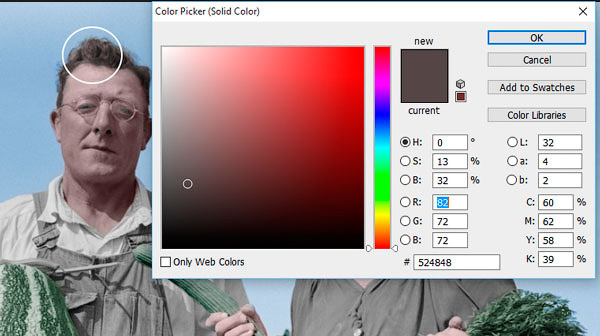 Color Picker (Solid Color)
new
current
OK
Cancel
Add to Swatches
Color Libraries
H: 0 °
S: 13 %
B: 32 %
R: 82
G: 72
B: 72
L: 32
a: 4
b: 2
C: 60 %
M: 62 %
Y: 58 %
K: 39 %
Only Web Colors
# 524848